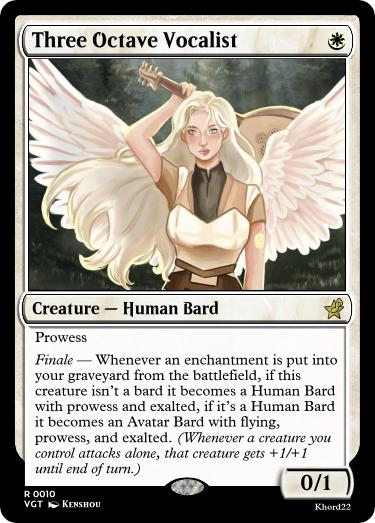 Three Octave Vocalist
Creature — Human Bard
Prowess
Finale — Whenever an enchantment is put into
your graveyard from the battlefield, if this
creature isn't a bard it becomes a Human Bard
with prowess and exalted, if it's a Human Bard
it becomes an Avatar Bard with flying,
prowess, and exalted. (Whenever a creature you
control attacks alone, that creature gets +1/+1
until end of turn.)
0/1
R 0010
VGT Kenshou
Khord22